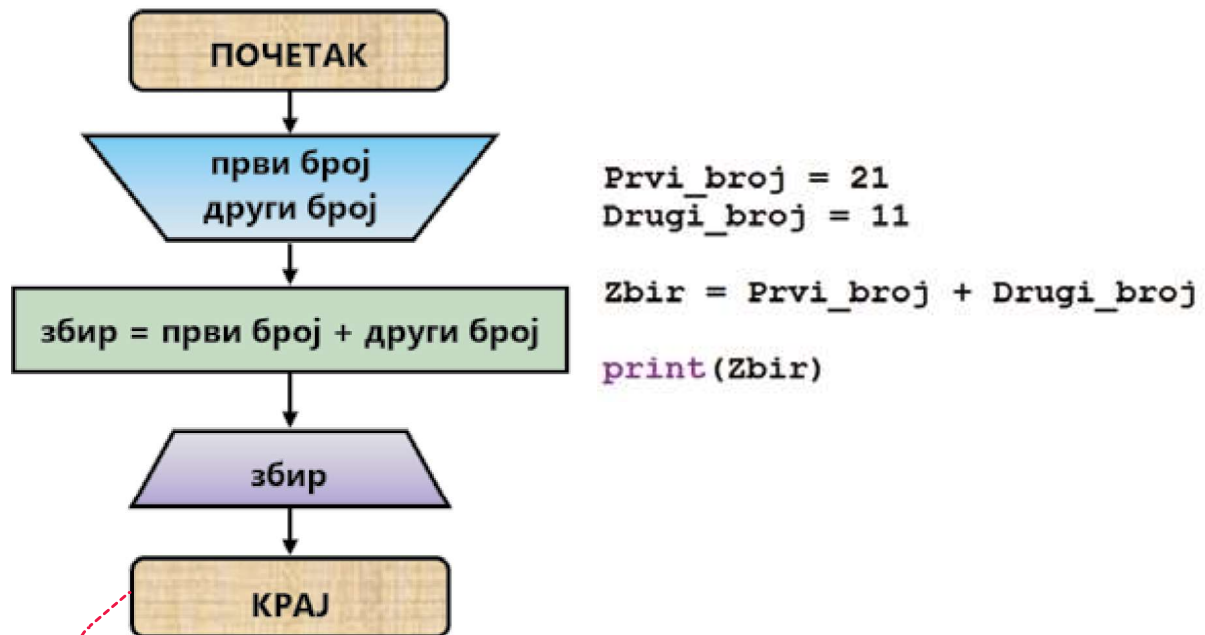 ПОЧЕТАК
први број
други број
збир = први број + други број
збир
КРАЈ
Prvi_broj = 21
Drugi_broj = 11
Zbir = Prvi_broj + Drugi_broj
print(Zbir)